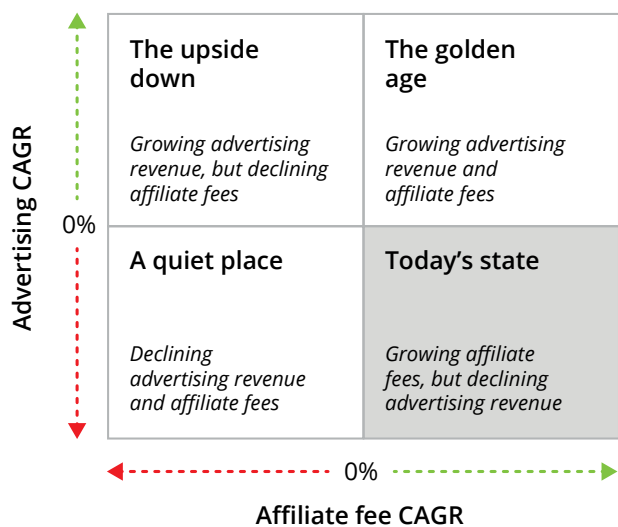 The upside
down
The golden
age
Growing advertising
revenue, but declining
affiliate fees
Growing advertising
revenue and
affiliate fees
Advertising CAGR
0%
A quiet place
Today's state
Declining
advertising revenue
and affiliate fees
Growing affiliate
fees, but declining
advertising revenue
0%
Affiliate fee CAGR